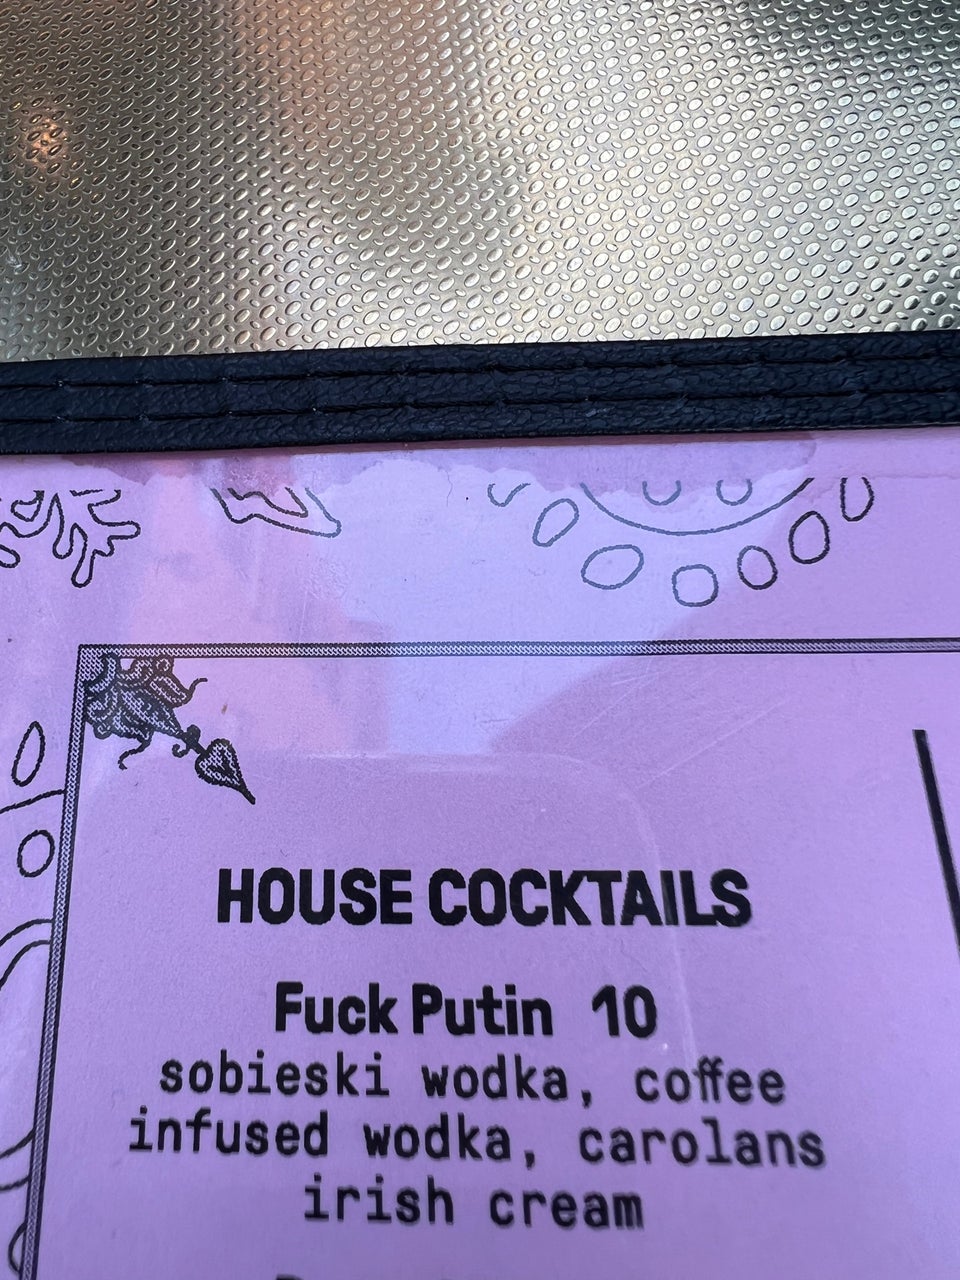 HOUSE COCKTAILS
Fuck Putin 10
sobieski wodka, coffee
infused wodka, carolans
irish cream